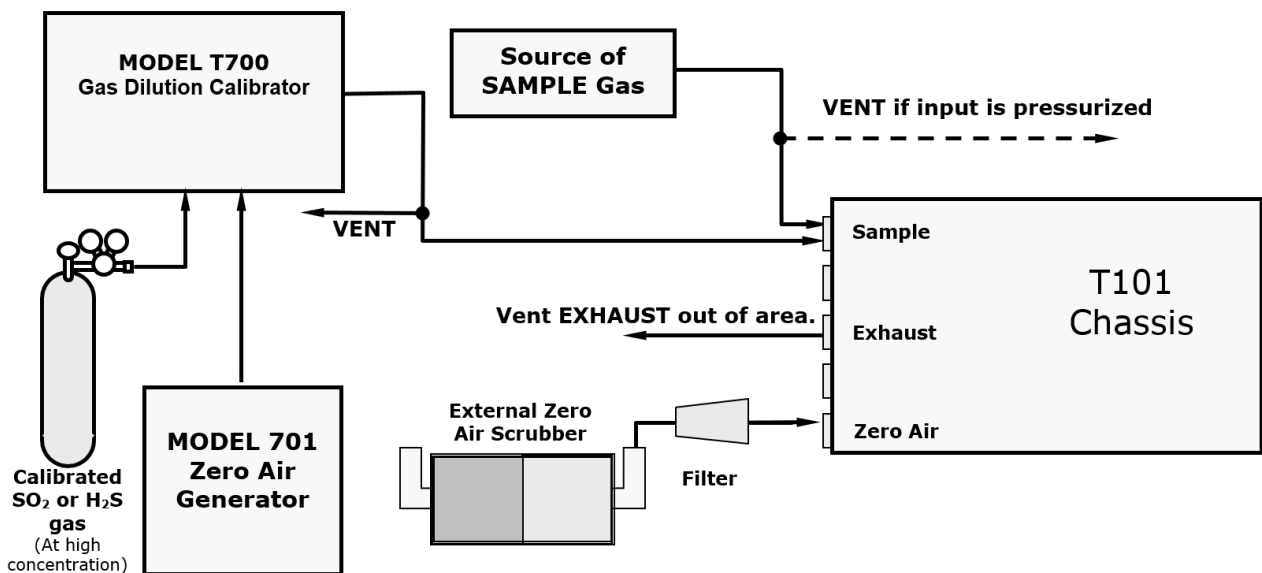 MODEL T700
Gas Dilution Calibrator
Source of
SAMPLE Gas
VENT if input is pressurized
VENT
Sample
T101
Chassis
Vent EXHAUST out of area.
Exhaust
External Zero
Air Scrubber
Zero Air
Filter
MODEL 701
Zero Air
Generator
Calibrated
SO₂ or H₂S
gas
(At high
concentration)